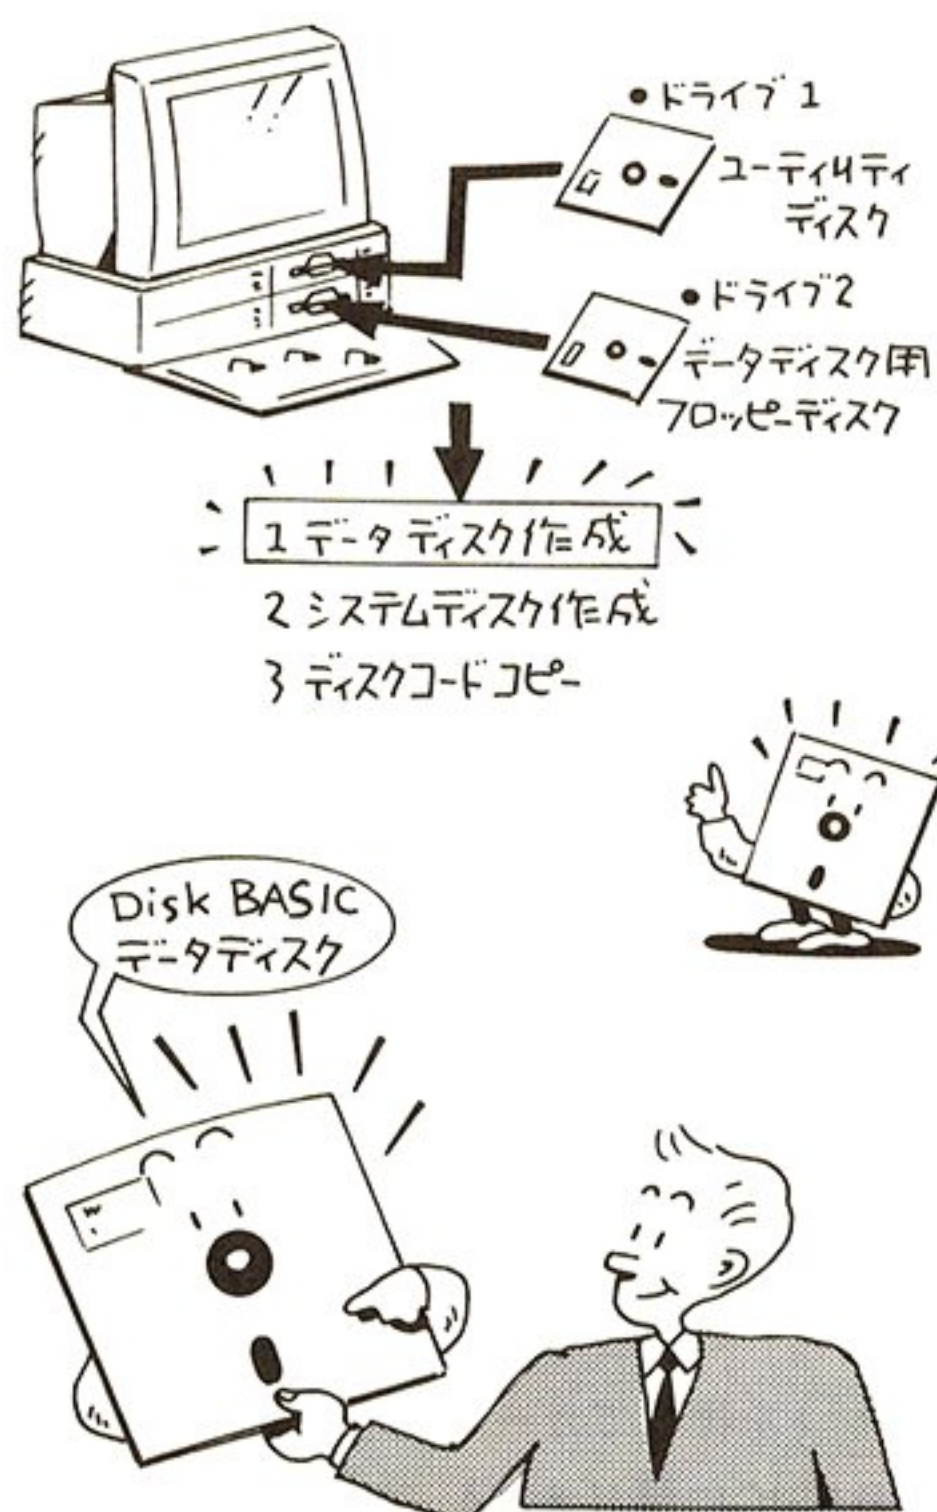 ●ドライブ1
ユーティリティ
ディスク
●ドライブ2
データディスク用
フロッピーディスク
1 データディスク作成
2 システムディスク作成
3 ディスクコードコピー
Disk BASIC
データディスク